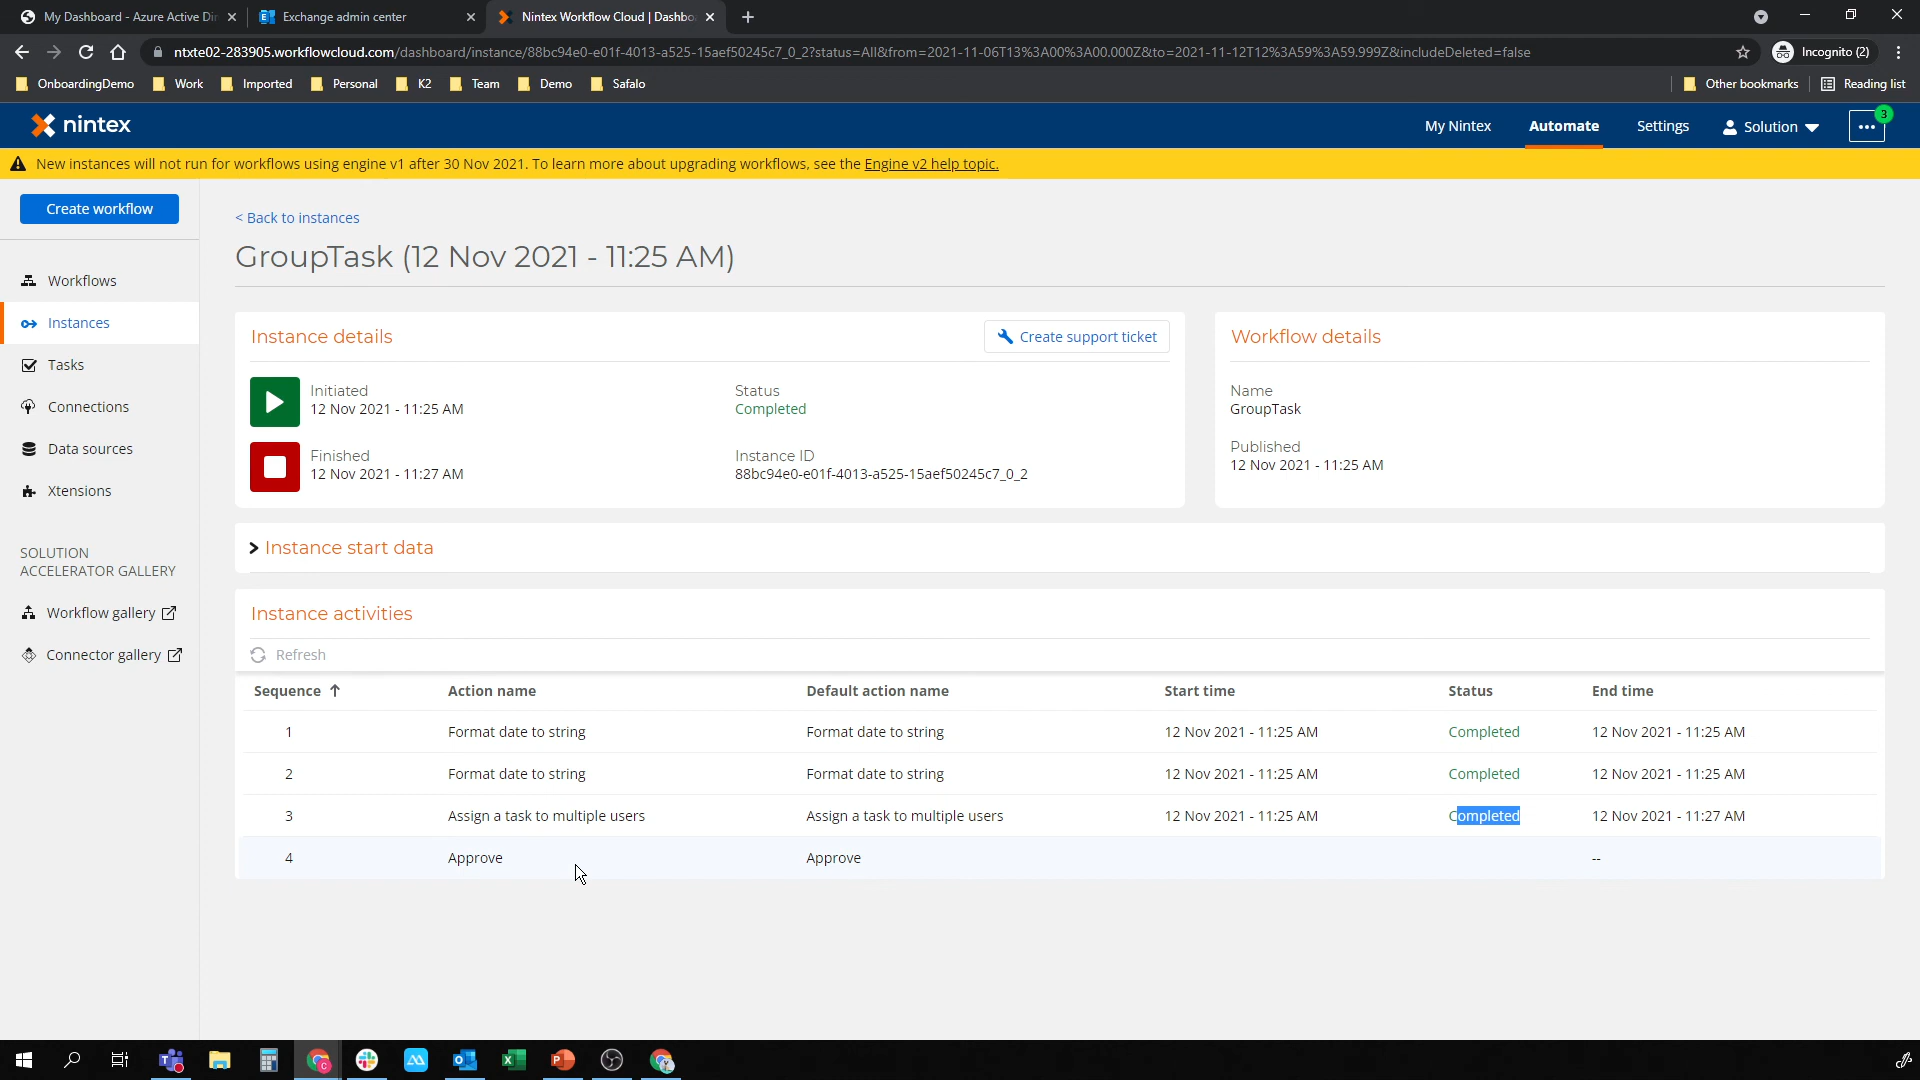 My Dashboard - Azure Active Dir
Exchange admin center
Nintex Workflow Cloud | Dashbo
ntxte02-283905.workflowcloud.com/dashboard/instance/88bc94e0-e01f-4013-a525-15aef50245c7_0_2?status=All&from=2021-11-06T13%3A00%3A00.000Z&to=2021-11-12T12%3A59%3A59.999Z&includeDeleted=false
Incognito (2)
OnboardingDemo
Work
Imported
Personal
K2
Team
Demo
Safalo
Other bookmarks
Reading list
nintex
My Nintex
Automate
Settings
Solution
3
New instances will not run for workflows using engine v1 after 30 Nov 2021. To learn more about upgrading workflows, see the Engine v2 help topic.
Create workflow
Workflows
Instances
Tasks
Connections
Data sources
Xtensions
SOLUTION
ACCELERATOR GALLERY
Workflow gallery
Connector gallery
< Back to instances
GroupTask (12 Nov 2021 - 11:25 AM)
Instance details
Create support ticket
Initiated
12 Nov 2021 - 11:25 AM
Status
Completed
Finished
12 Nov 2021 - 11:27 AM
Instance ID
88bc94e0-e01f-4013-a525-15aef50245c7_0_2
Workflow details
Name
GroupTask
Published
12 Nov 2021 - 11:25 AM
Instance start data
Instance activities
Refresh
Sequence Action name Default action name Start time Status End time
1 Format date to string Format date to string 12 Nov 2021 - 11:25 AM Completed 12 Nov 2021 - 11:25 AM
2 Format date to string Format date to string 12 Nov 2021 - 11:25 AM Completed 12 Nov 2021 - 11:25 AM
3 Assign a task to multiple users Assign a task to multiple users 12 Nov 2021 - 11:25 AM Completed 12 Nov 2021 - 11:27 AM
4 Approve Approve --